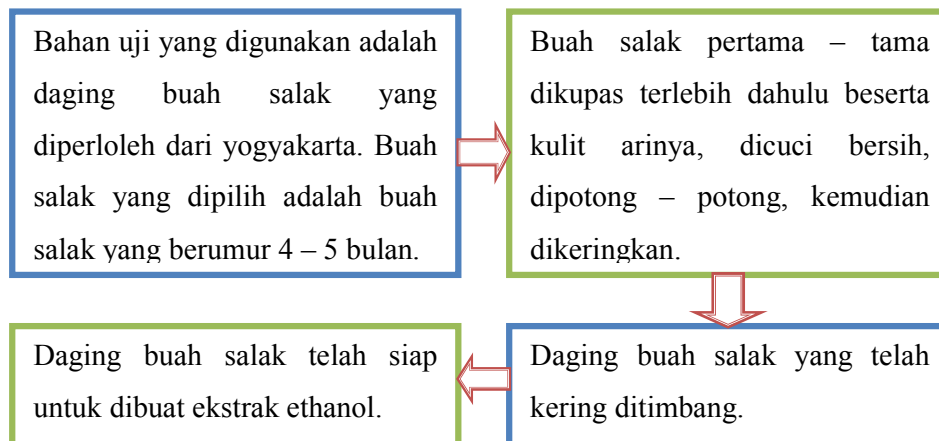 Bahan uji yang digunakan adalah
daging buah salak yang
diperloleh dari yogyakarta. Buah
salak yang dipilih adalah buah
salak yang berumur 4 – 5 bulan.
Buah salak pertama – tama
dikupas terlebih dahulu beserta
kulit arinya, dicuci bersih,
dipotong – potong, kemudian
dikeringkan.
Daging buah salak yang telah
kering ditimbang.
Daging buah salak telah siap
untuk dibuat ekstrak ethanol.